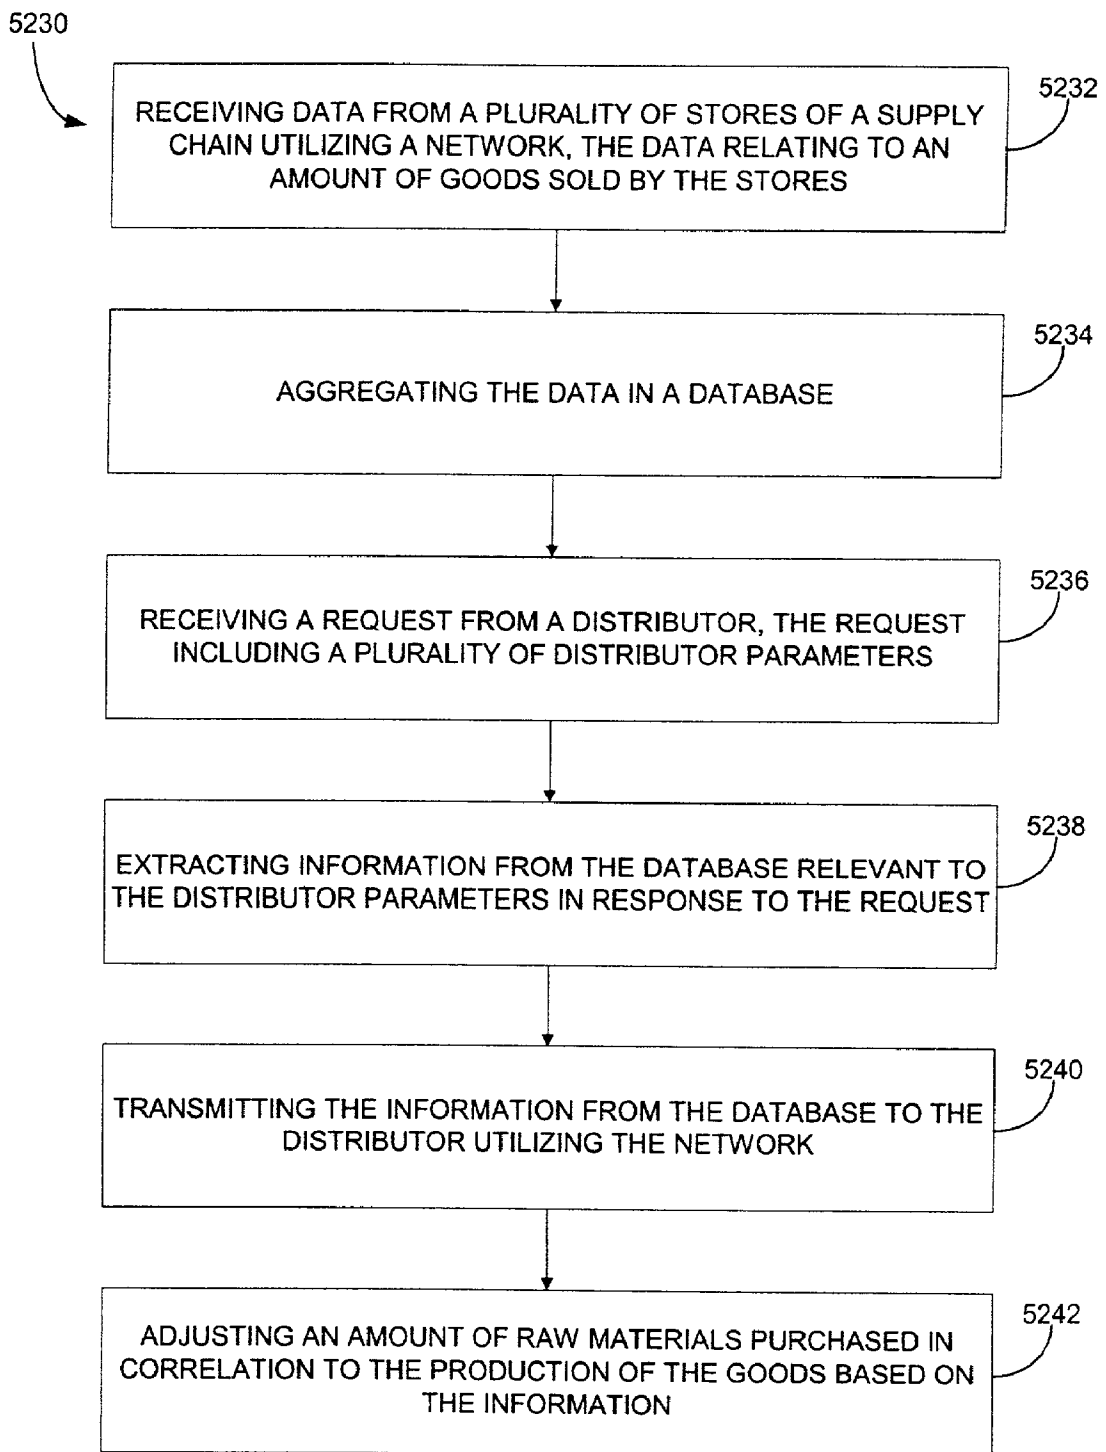 5230
5232
RECEIVING DATA FROM A PLURALITY OF STORES OF A SUPPLY
CHAIN UTILIZING A NETWORK, THE DATA RELATING TO AN
AMOUNT OF GOODS SOLD BY THE STORES
5234
AGGREGATING THE DATA IN A DATABASE
5236
RECEIVING A REQUEST FROM A DISTRIBUTOR, THE REQUEST
INCLUDING A PLURALITY OF DISTRIBUTOR PARAMETERS
5238
EXTRACTING INFORMATION FROM THE DATABASE RELEVANT TO
THE DISTRIBUTOR PARAMETERS IN RESPONSE TO THE REQUEST
5240
TRANSMITTING THE INFORMATION FROM THE DATABASE TO THE
DISTRIBUTOR UTILIZING THE NETWORK
5242
ADJUSTING AN AMOUNT OF RAW MATERIALS PURCHASED IN
CORRELATION TO THE PRODUCTION OF THE GOODS BASED ON
THE INFORMATION